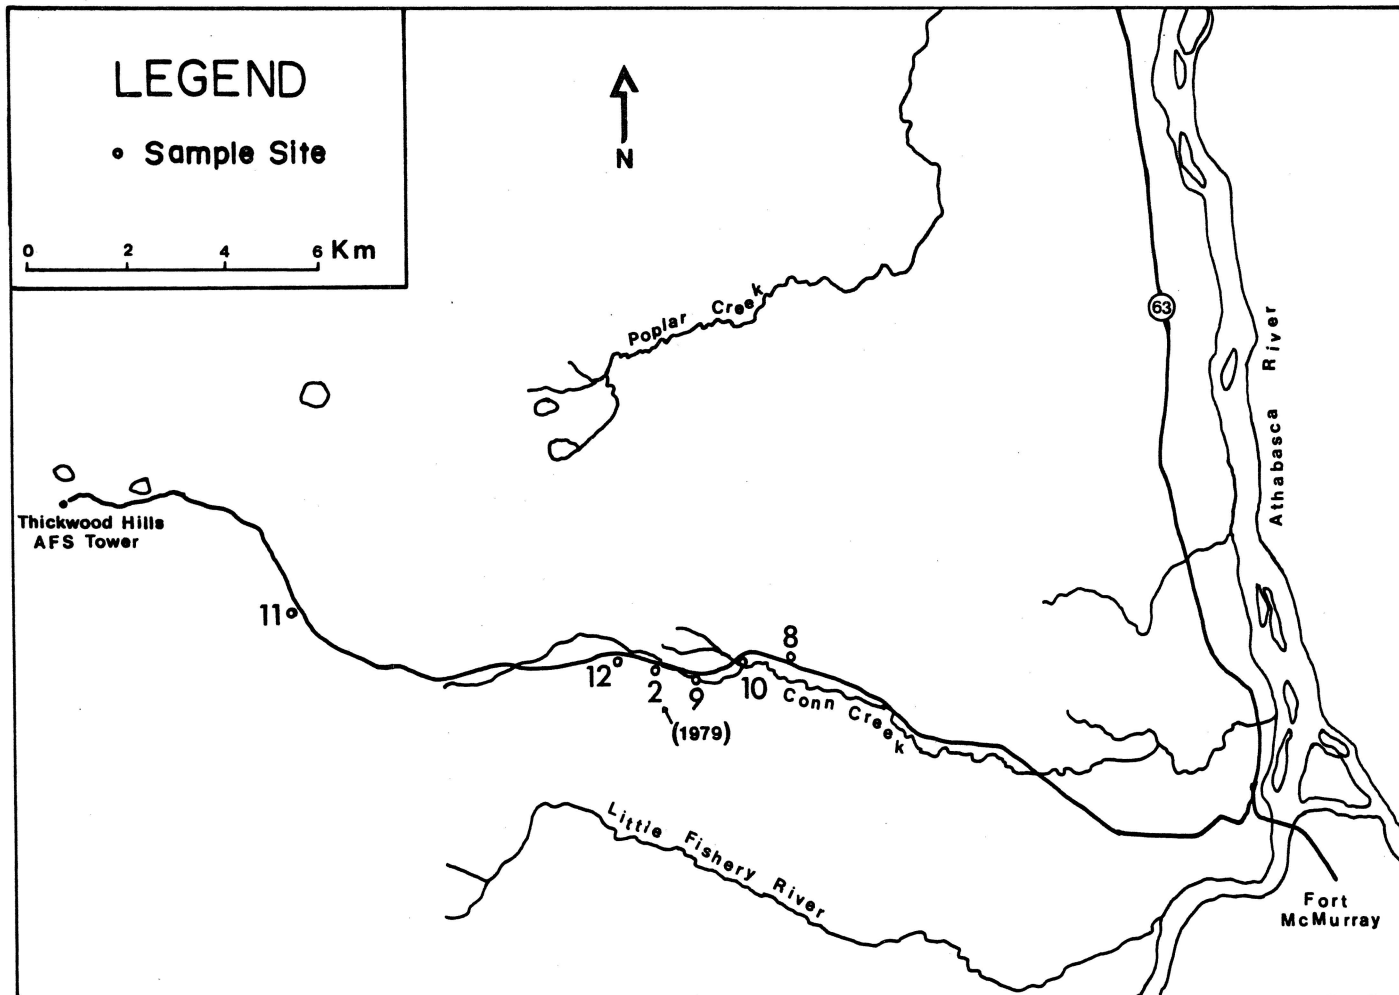 LEGEND
Sample Site
0 2 4 6 Km
N
Poplar Creek
63
Athabasca River
Thickwood Hills
AFS Tower
11
12
2
9
10
8
(1979)
Conn Creek
Little Fishery River
Fort
McMurray